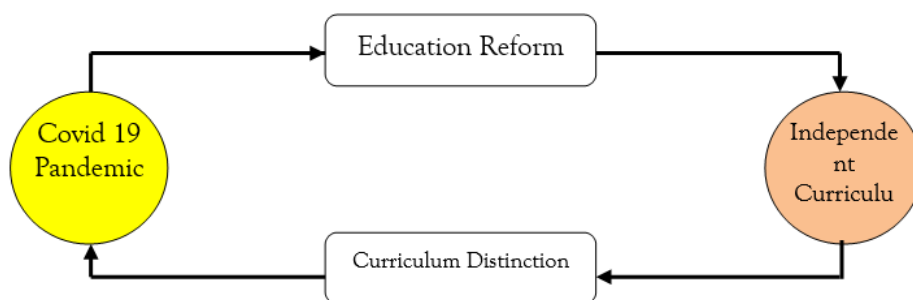 Education Reform
Covid 19
Pandemic
Independe
nt
Curriculu
Curriculum Distinction